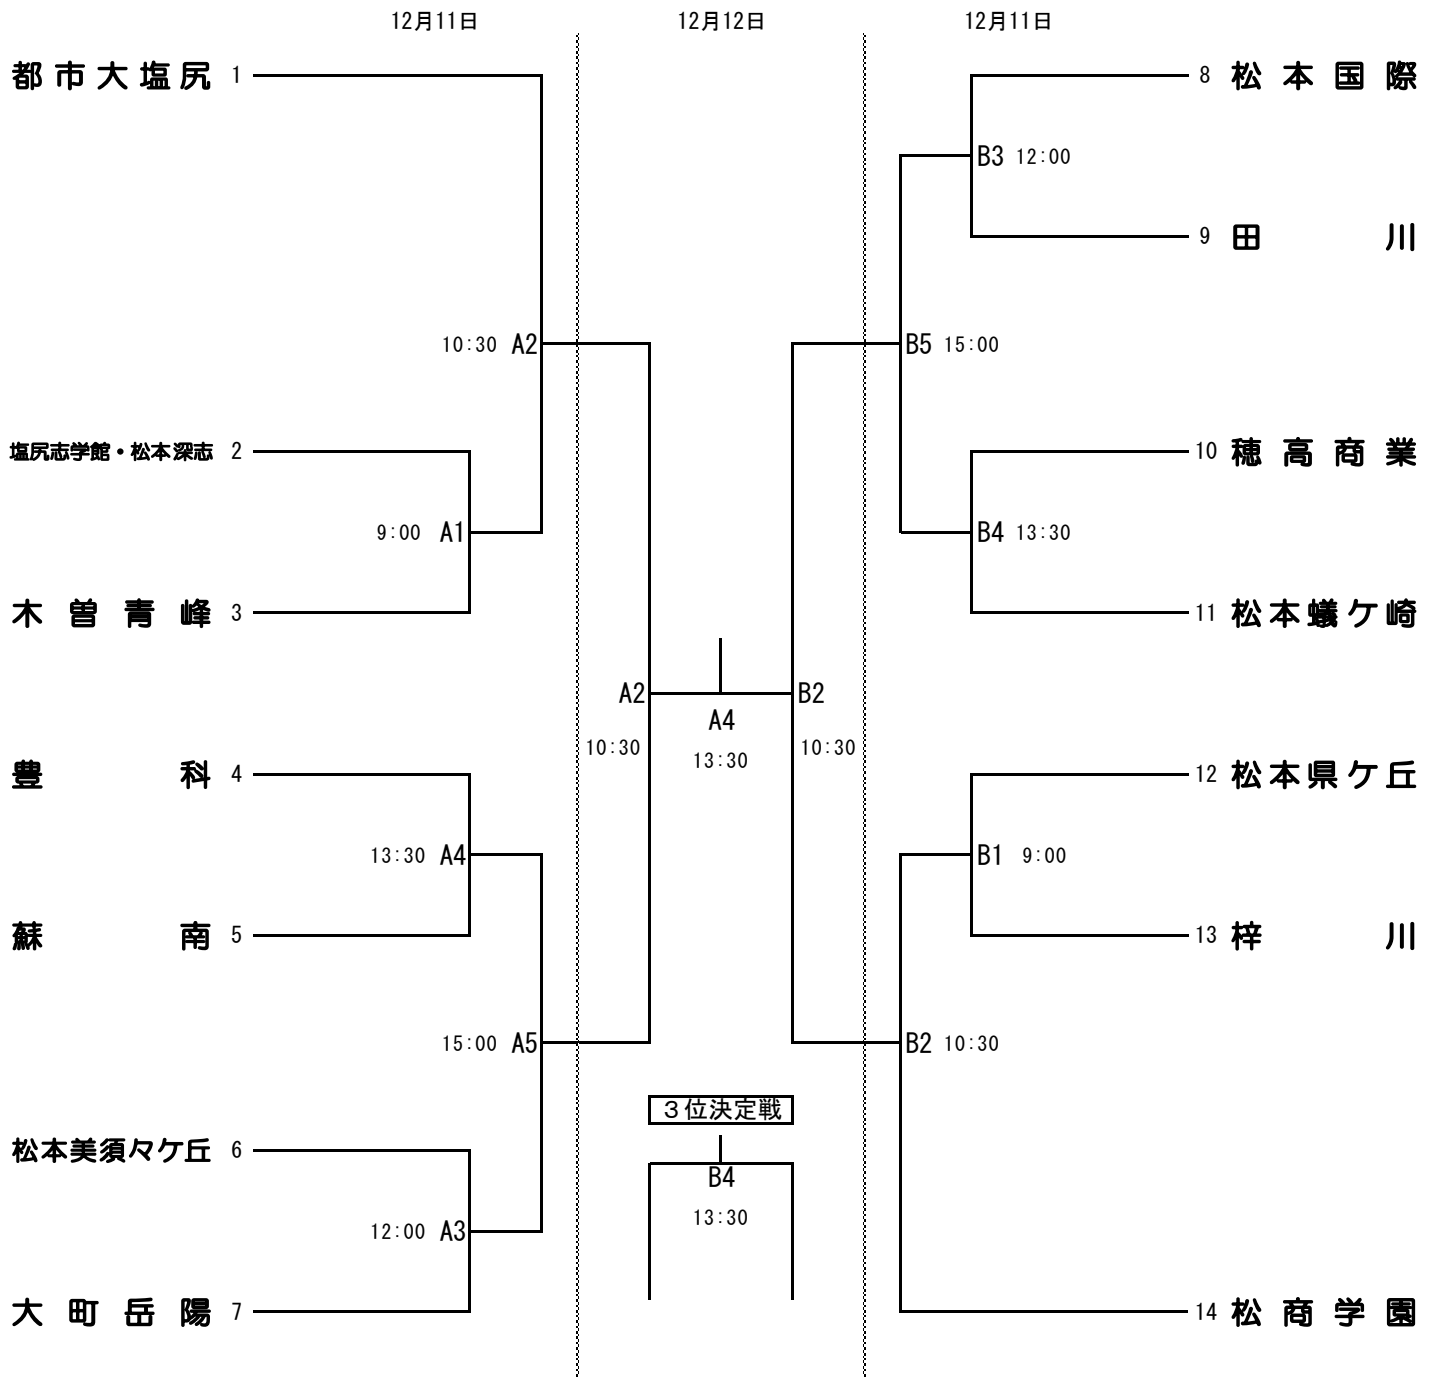 12月11日 12月12日 12月11日
都市大塩尻 1 8 松本国際
B3 12:00
9 田川
10:30 A2 B5 15:00
塩尻志学館・松本深志 2 10 穂高商業
9:00 A1 B4 13:30
木曽青峰 3 11 松本蟻ケ崎
A2 B2
A4
10:30 13:30 10:30
豊科 4 12 松本県ケ丘
13:30 A4 B1 9:00
蘇南 5 13 梓川
15:00 A5 B2 10:30
３位決定戦
松本美須々ケ丘 6
B4
13:30
12:00 A3
大町岳陽 7 14 松商学園